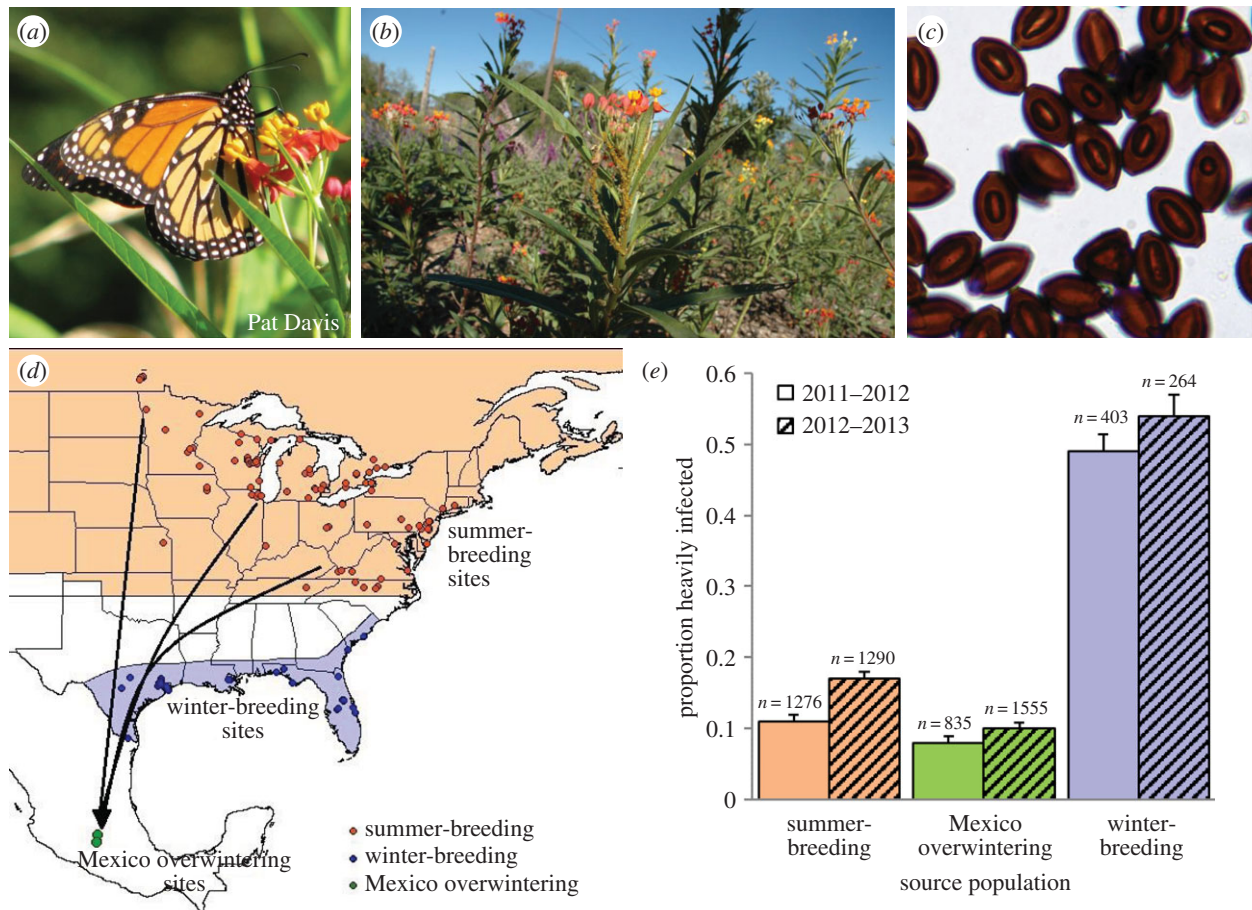 (a)
Pat Davis
(b)
(c)
(d)
summer-
breeding
sites
winter-breeding
sites
Mexico overwintering
sites
summer-breeding
winter-breeding
Mexico overwintering
(e)
0.6
0.5
0.4
0.3
0.2
0.1
0
proportion heavily infected
2011–2012
2012–2013
n = 1276
n = 1290
n = 835
n = 1555
n = 403
n = 264
summer-
breeding
Mexico
overwintering
winter-
breeding
source population